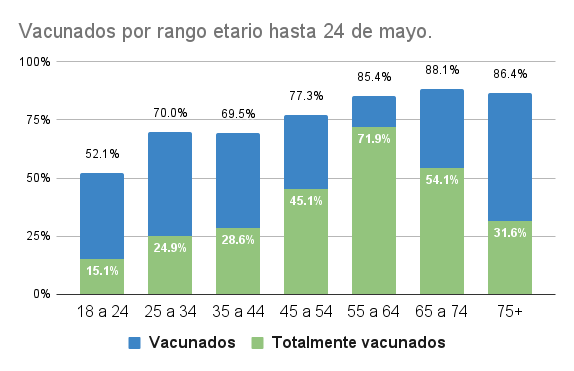 Vacunados por rango etario hasta 24 de mayo.
100%
75%
50%
25%
0%
52.1%
70.0%
69.5%
77.3%
85.4%
88.1%
86.4%
15.1%
24.9%
28.6%
45.1%
71.9%
54.1%
31.6%
18 a 24
25 a 34
35 a 44
45 a 54
55 a 64
65 a 74
75+
Vacunados
Totalmente vacunados